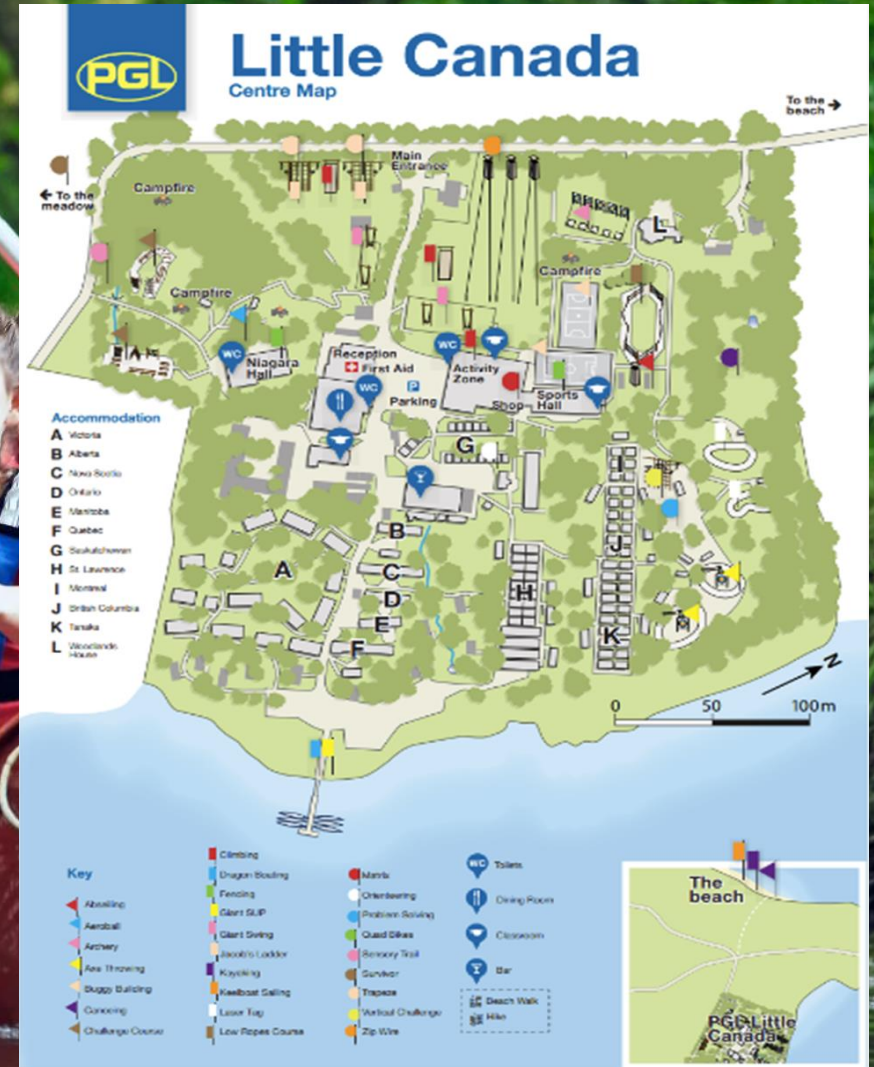 PGL
Little Canada
Centre Map
To the
beach →
Main
Entrance
← To the
meadow
Campfire
L
Campfire
Campfire
WC
Niagara
Hall
Reception
First Aid
WC
P
Parking
WC
Activity
Zone
Shop
Sports
Hall
G
I
B
A
C
J
D
H
E
K
F
N
0 50 100m
Accommodation
A Victoria
B Alberta
C Nova Scotia
D Ontario
E Manitoba
F Quebec
G Saskatchewan
H St. Lawrence
I Montreal
J British Columbia
K Tanaka
L Woodlands
House
Key
Abseiling
Aeroball
Archery
Axe Throwing
Buggy Building
Canoeing
Challenge Course
Climbing
Dragon Boating
Fencing
Giant SUP
Giant Swing
Jacob's Ladder
Kayaking
Keelboat Sailing
Laser Tag
Low Ropes Course
Matrix
Orienteering
Problem Solving
Quad Bikes
Sensory Trail
Survivor
Trapeze
Vertical Challenge
Zip Wire
WC Toilets
Dining Room
Classroom
Bar
Beach Walk
Hike
The
beach
PGL Little
Canada